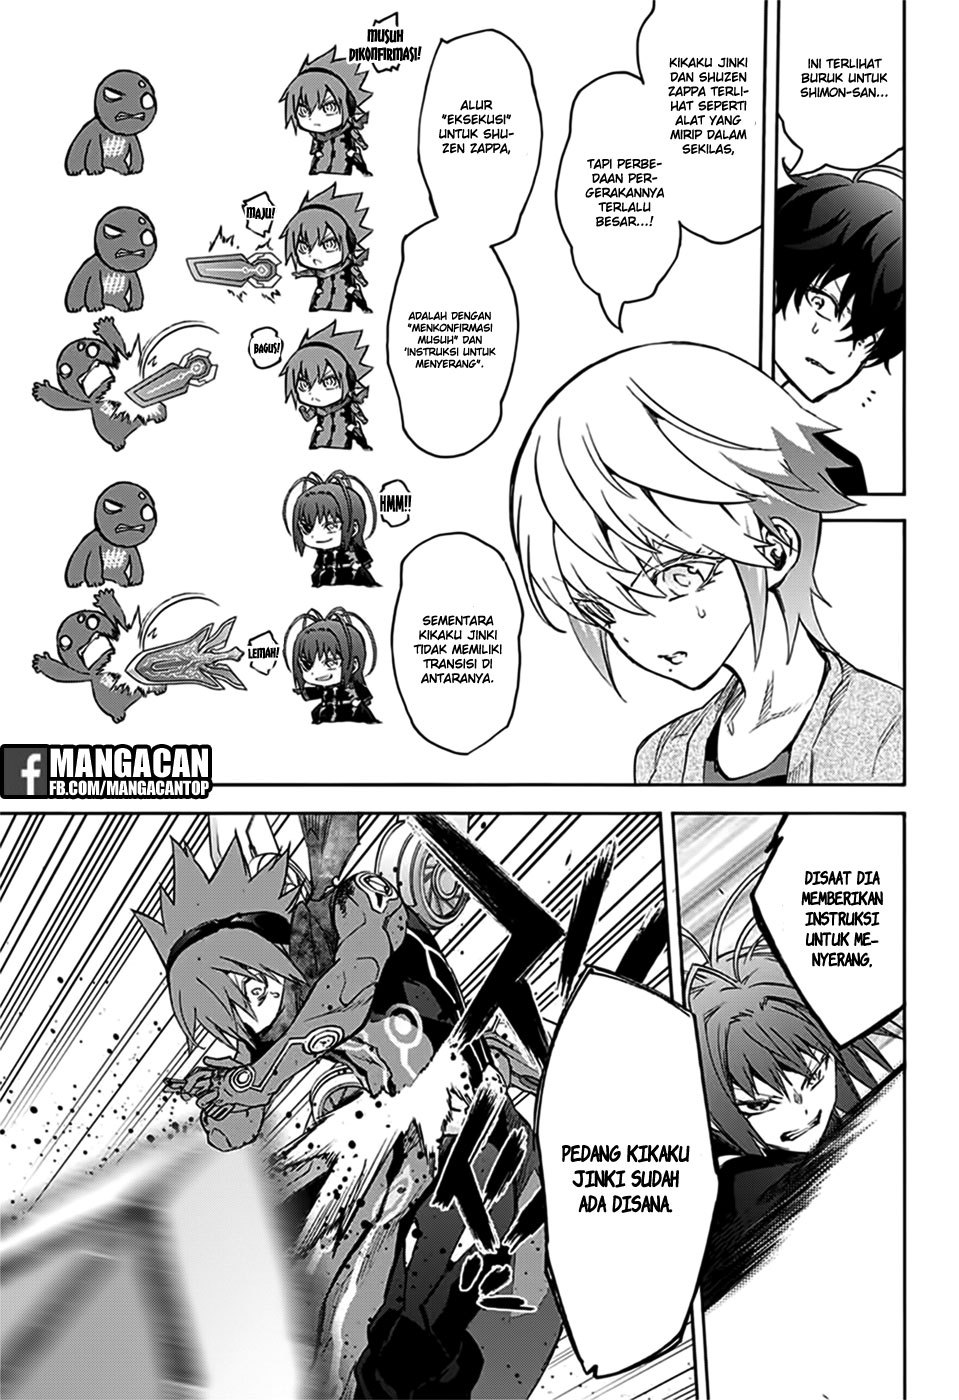 INI TERLIHAT
BURUK UNTUK
SHIMON-SAN...
KIKAKU JINKI
DAN SHUZEN
ZAPPA TERLI-
HAT SEPERTI
ALAT YANG
MIRIP DALAM
SEKILAS,
TAPI PERBE-
DAAN PER-
GERAKANNYA
TERLALU
BESAR...!
ALUR
"EKSEKUSI"
UNTUK SHU-
ZEN ZAPPA,
ADALAH DENGAN
"MENKONFIRMASI
MUSUH" DAN
'INSTRUKSI UNTUK
MENYERANG".
MUSUH
DIKONFIRMASI!
MAJU!
BAGUS!
HMM!!
LEMAH!
SEMENTARA
KIKAKU JINKI
TIDAK MEMILIKI
TRANSISI DI
ANTARANYA.
f MANGACAN
FB.COM/MANGACANTOP
DISAAT DIA
MEMBERIKAN
INSTRUKSI
UNTUK ME-
NYERANG,
PEDANG KIKAKU
JINKI SUDAH
ADA DISANA.